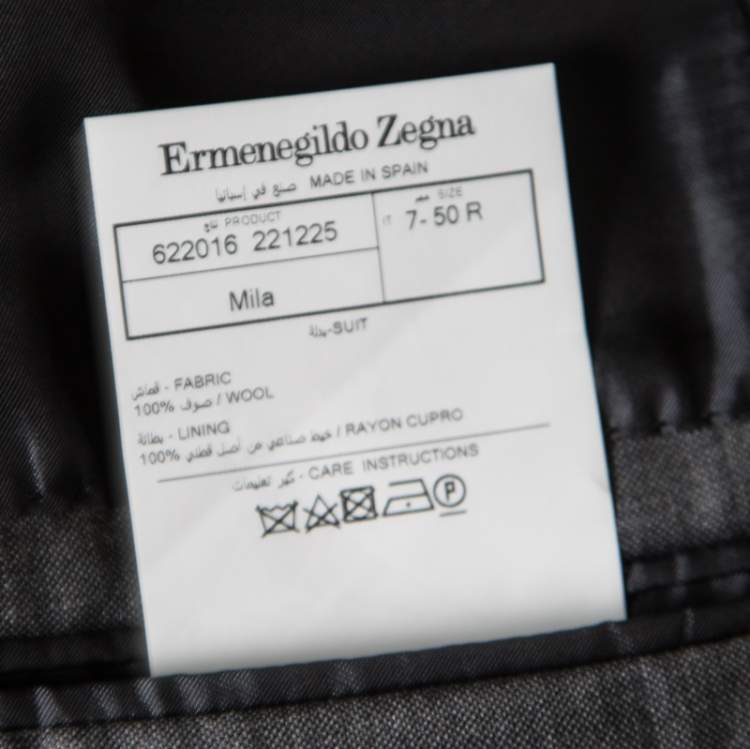 Ermenegildo Zegna
صنع في إسبانيا MADE IN SPAIN
PRODUCT
622016 221225
SIZE
IT 7- 50 R
Mila
بدلة-SUIT
قماش - FABRIC
100% صوف / WOOL
بطانة - LINING
100% خيط صناعي من أصل قطني / RAYON CUPRO
CARE INSTRUCTIONS
P